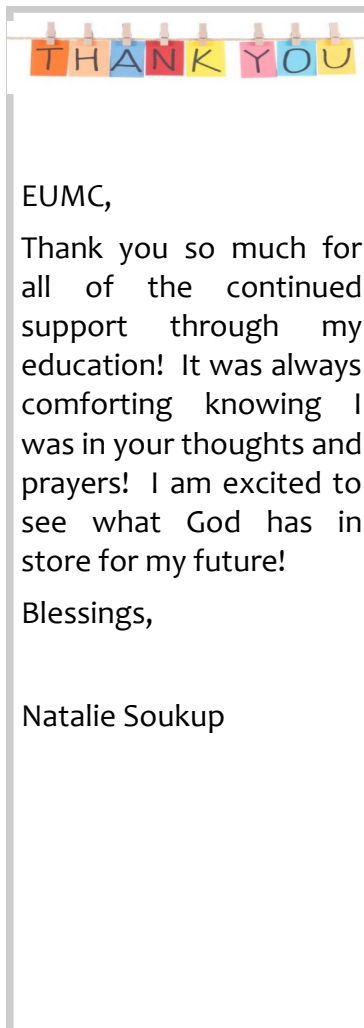 THANK YOU
EUMC,
Thank you so much for
all of the continued
support through my
education! It was always
comforting knowing I
was in your thoughts and
prayers! I am excited to
see what God has in
store for my future!
Blessings,
Natalie Soukup